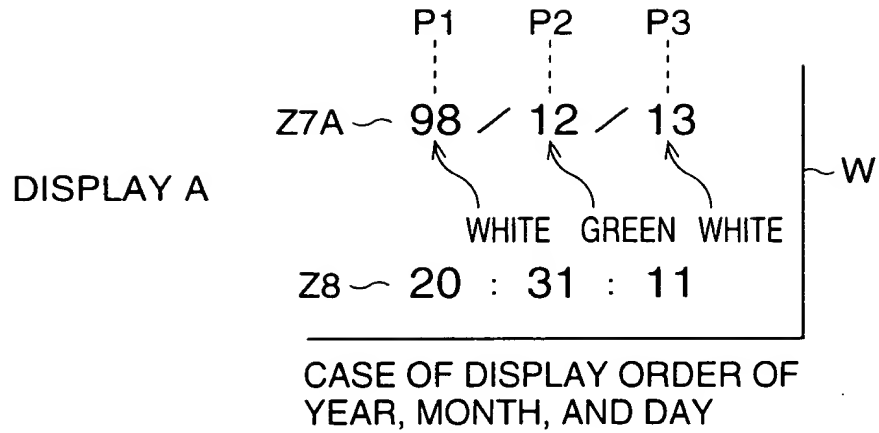 P1 P2 P3
Z7A 98 / 12 / 13
W
DISPLAY A
WHITE GREEN WHITE
Z8 20 : 31 : 11
CASE OF DISPLAY ORDER OF
YEAR, MONTH, AND DAY